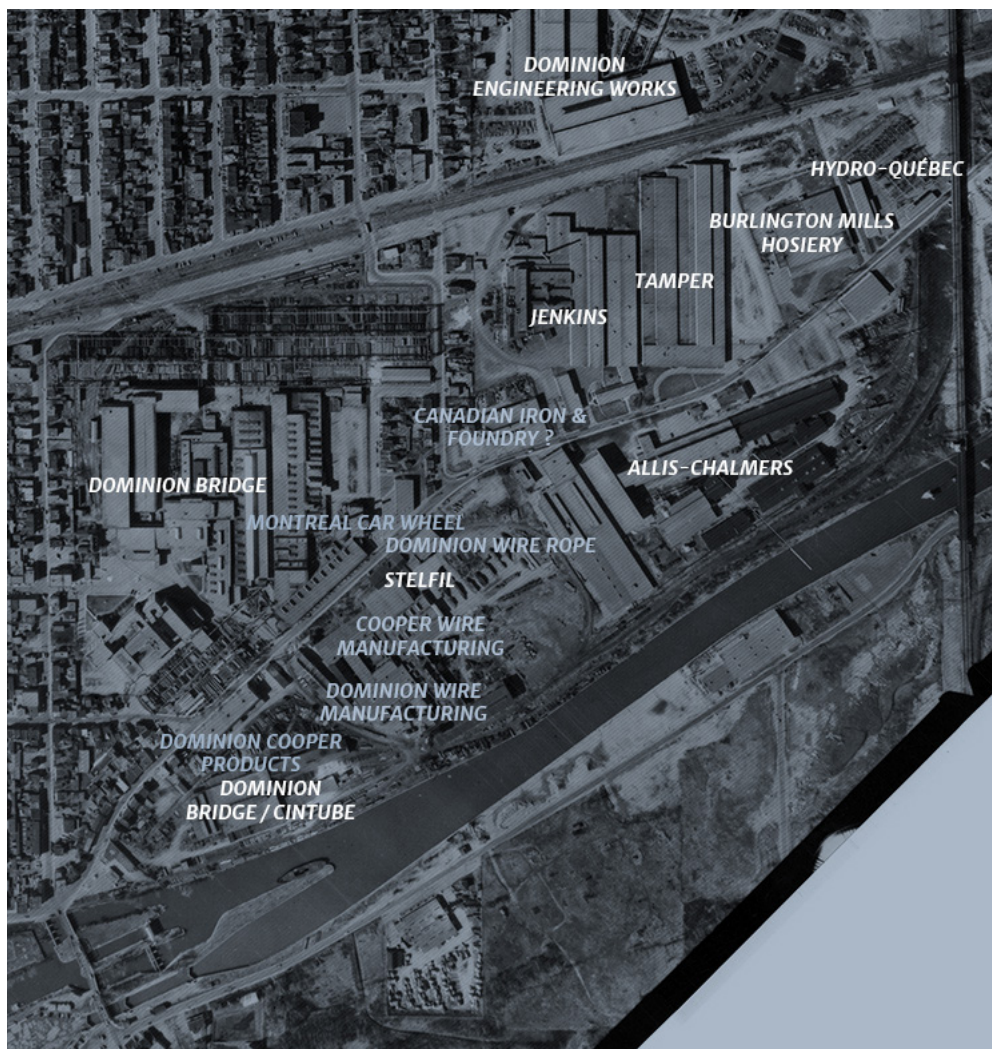 DOMINION
ENGINEERING WORKS
HYDRO-QUÉBEC
BURLINGTON MILLS
HOSIERY
TAMPER
JENKINS
CANADIAN IRON &
FOUNDRY ?
ALLIS-CHALMERS
DOMINION BRIDGE
MONTREAL CAR WHEEL
DOMINION WIRE ROPE
STELFIL
COOPER WIRE
MANUFACTURING
DOMINION WIRE
MANUFACTURING
DOMINION COOPER
PRODUCTS
DOMINION
BRIDGE / CINTUBE